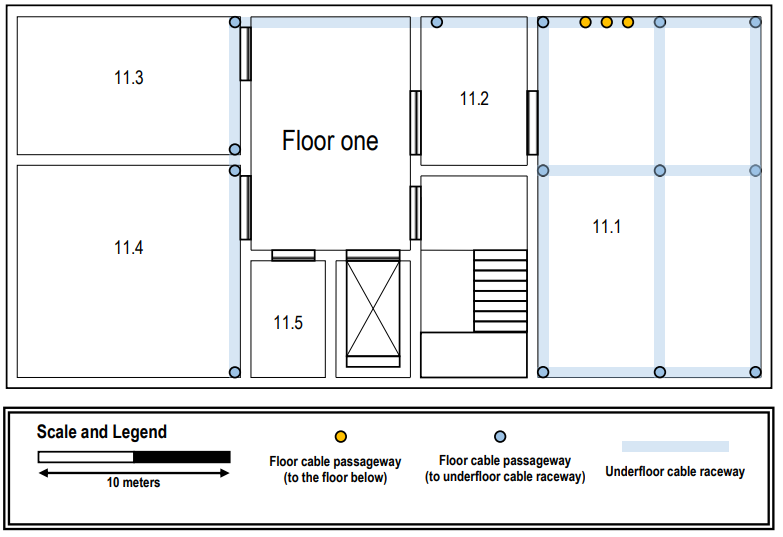 11.3
11.2
Floor one
11.4
11.1
11.5
Scale and Legend
10 meters
Floor cable passageway
(to the floor below)
Floor cable passageway
(to underfloor cable raceway)
Underfloor cable raceway